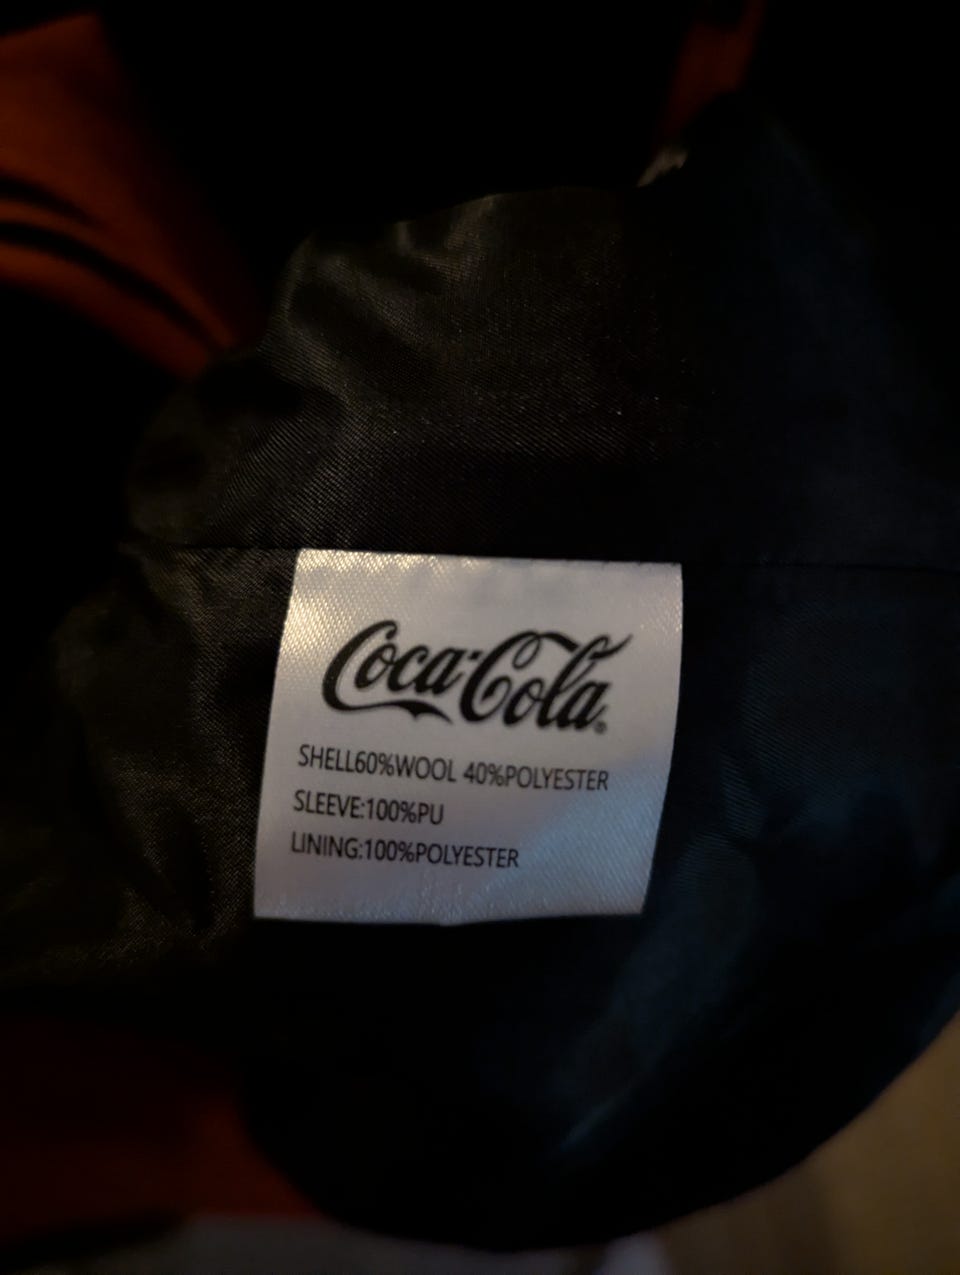 Coca-Cola®
SHELL60%WOOL 40%POLYESTER
SLEEVE:100%PU
LINING:100%POLYESTER